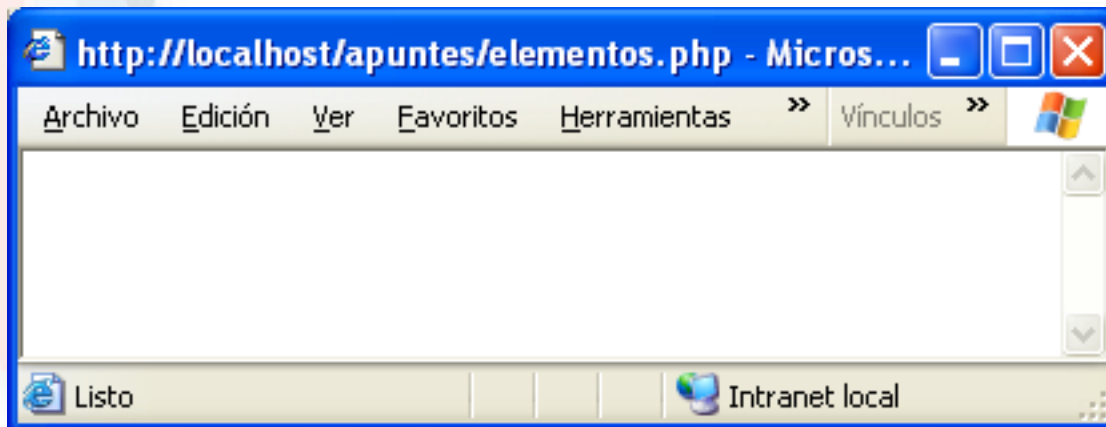 http://localhost/apuntes/elementos.php - Micros...
Archivo Edición Ver Favoritos Herramientas » Vínculos »
Listo Intranet local